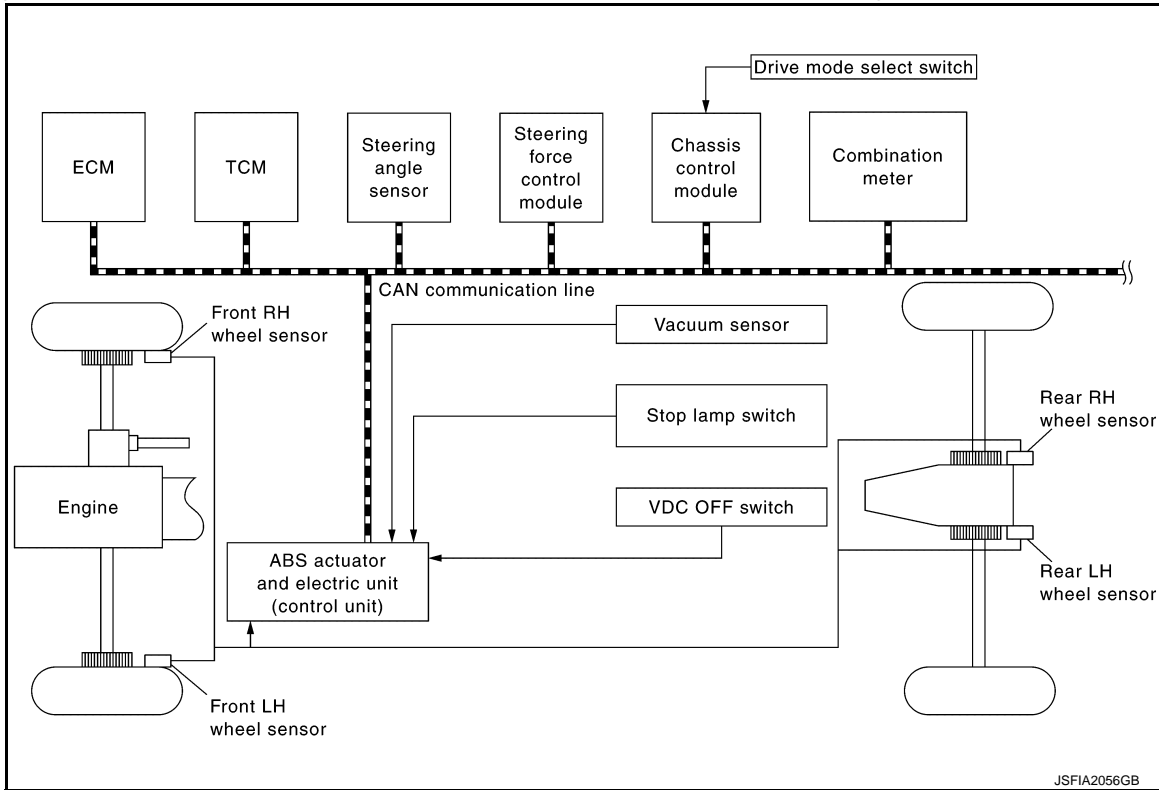 Drive mode select switch
ECM
TCM
Steering
angle
sensor
Steering
force
control
module
Chassis
control
module
Combination
meter
CAN communication line
Front RH
wheel sensor
Vacuum sensor
Stop lamp switch
Rear RH
wheel sensor
Engine
VDC OFF switch
ABS actuator
and electric unit
(control unit)
Rear LH
wheel sensor
Front LH
wheel sensor
JSFIA2056GB